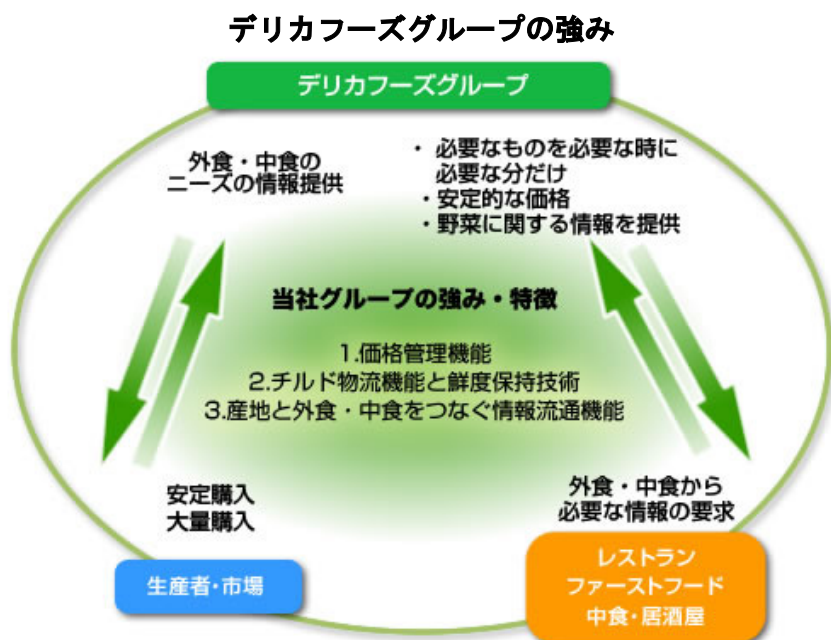 デリカフーズグループの強み
デリカフーズグループ
外食・中食の
ニーズの情報提供
・ 必要なものを必要な時に
必要な分だけ
・安定的な価格
・野菜に関する情報を提供
当社グループの強み・特徴
1.価格管理機能
2.チルド物流機能と鮮度保持技術
3.産地と外食・中食をつなぐ情報流通機能
安定購入
大量購入
外食・中食から
必要な情報の要求
生産者・市場
レストラン
ファーストフード
中食・居酒屋